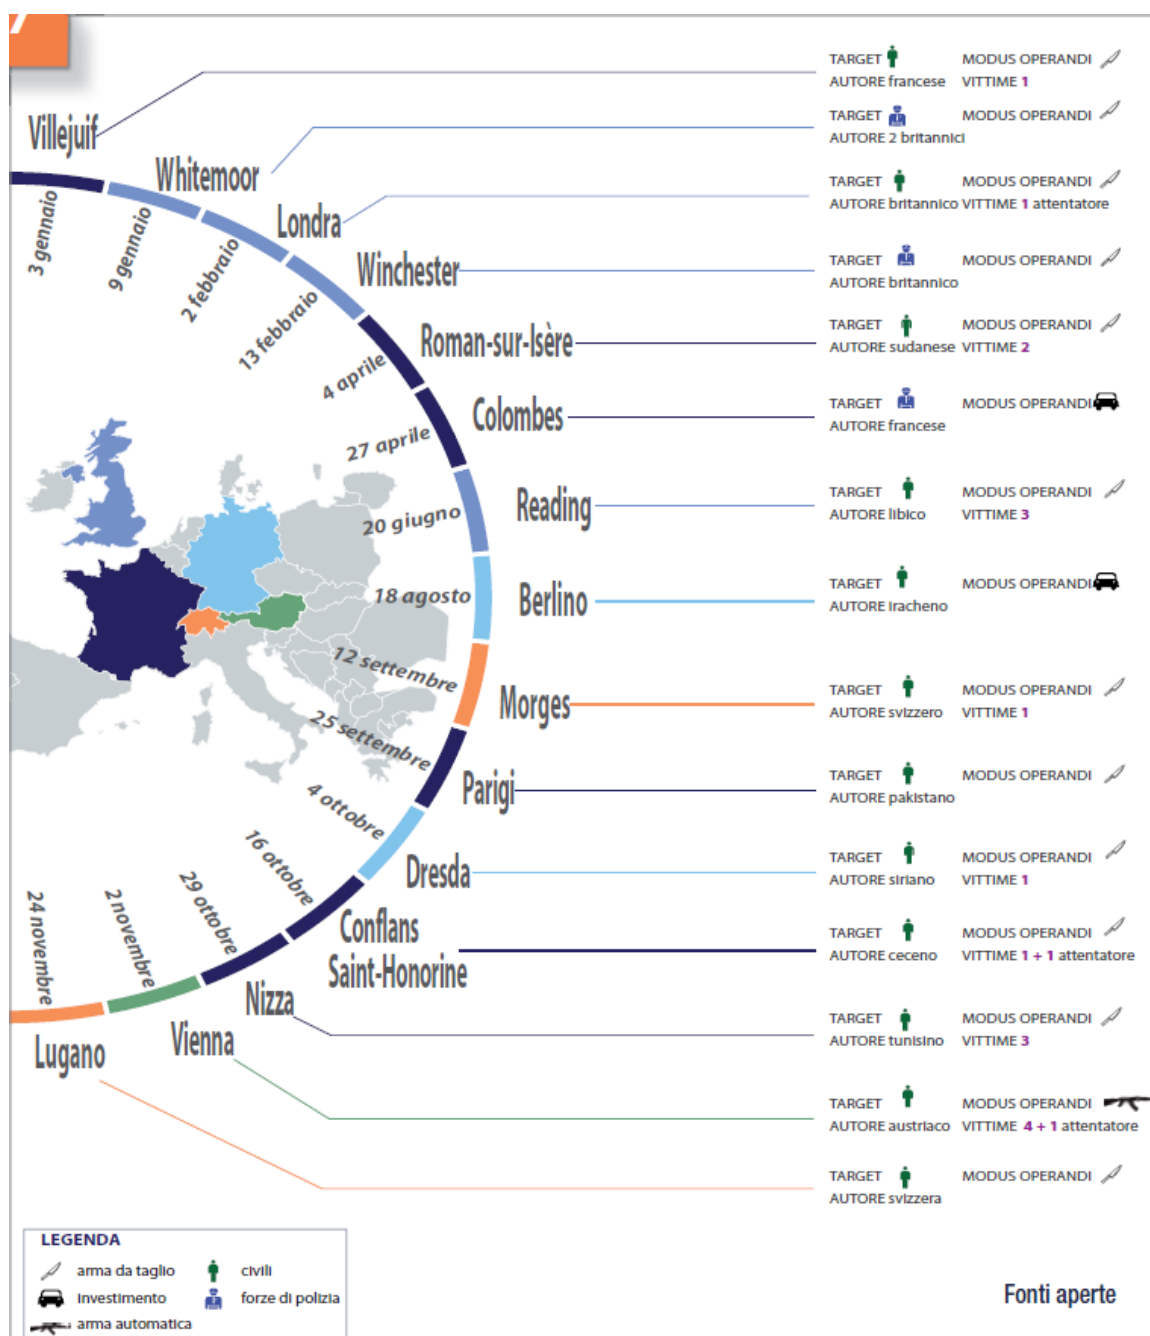 Villejuif
3 gennaio
TARGET MODUS OPERANDI
AUTORE francese VITTIME 1
Whitemoor
9 gennaio
TARGET MODUS OPERANDI
AUTORE 2 britannici
Londra
2 febbraio
TARGET MODUS OPERANDI
AUTORE britannico VITTIME 1 attentatore
Winchester
13 febbraio
TARGET MODUS OPERANDI
AUTORE britannico
Roman-sur-Isère
4 aprile
TARGET MODUS OPERANDI
AUTORE sudanese VITTIME 2
Colombes
27 aprile
TARGET MODUS OPERANDI
AUTORE francese
Reading
20 giugno
TARGET MODUS OPERANDI
AUTORE libico VITTIME 3
Berlino
18 agosto
TARGET MODUS OPERANDI
AUTORE iracheno
Morges
12 settembre
TARGET MODUS OPERANDI
AUTORE svizzero VITTIME 1
Parigi
25 settembre
TARGET MODUS OPERANDI
AUTORE pakistano
Dresda
4 ottobre
TARGET MODUS OPERANDI
AUTORE siriano VITTIME 1
Conflans
Saint-Honorine
16 ottobre
TARGET MODUS OPERANDI
AUTORE ceceno VITTIME 1 + 1 attentatore
Nizza
29 ottobre
TARGET MODUS OPERANDI
AUTORE tunisino VITTIME 3
Vienna
2 novembre
TARGET MODUS OPERANDI
AUTORE austriaco VITTIME 4 + 1 attentatore
Lugano
24 novembre
TARGET MODUS OPERANDI
AUTORE svizzera
LEGENDA
arma da taglio civili
investimento forze di polizia
arma automatica
Fonti aperte